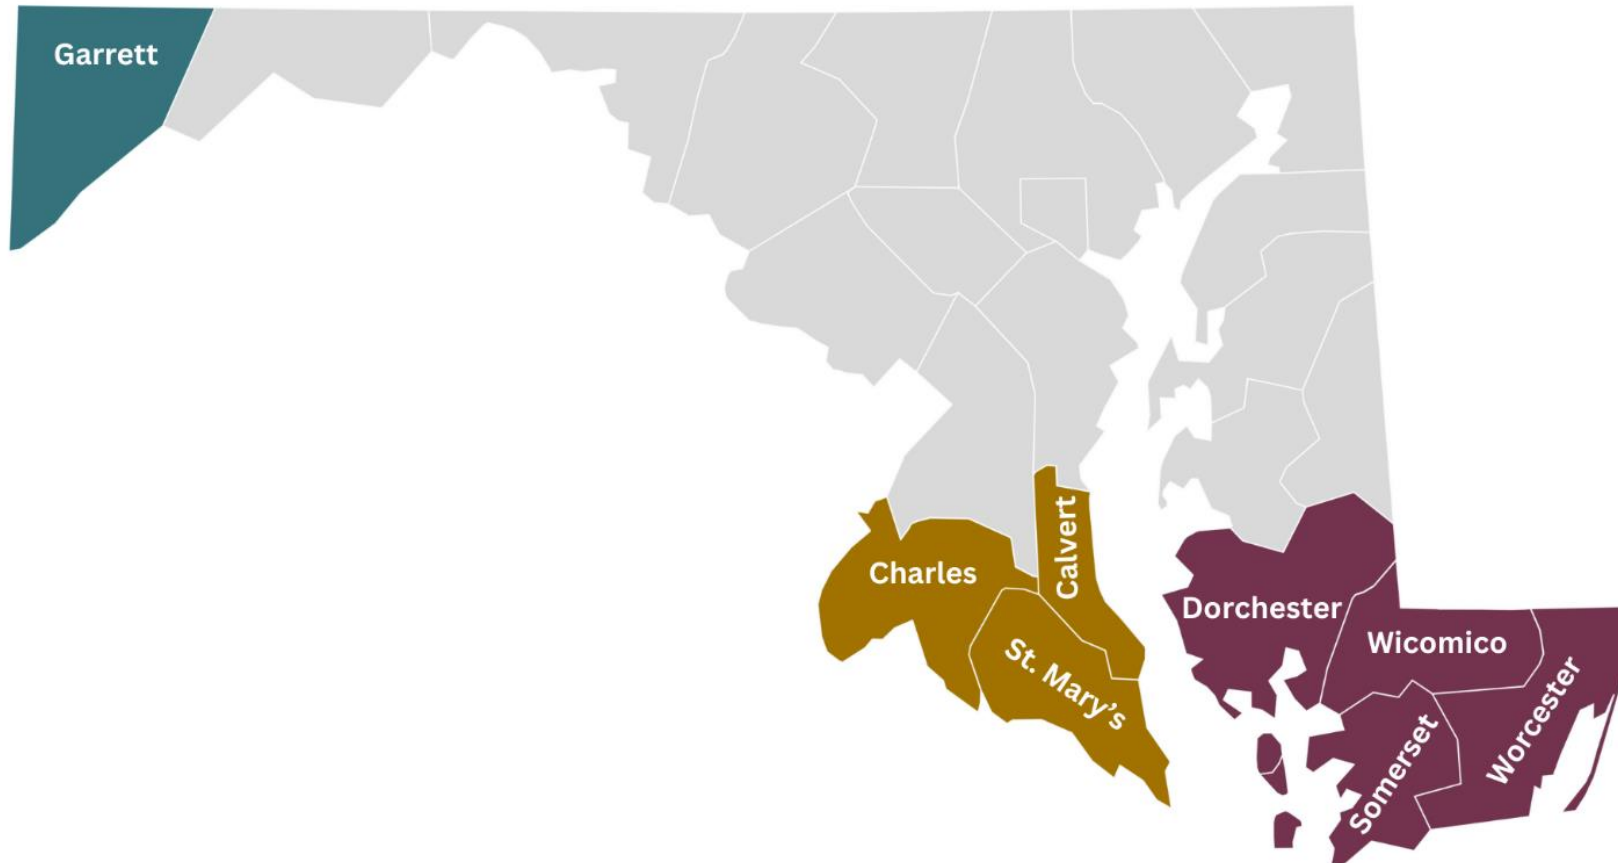 Garrett
Charles
Calvert
St. Mary’s
Dorchester
Wicomico
Somerset
Worcester